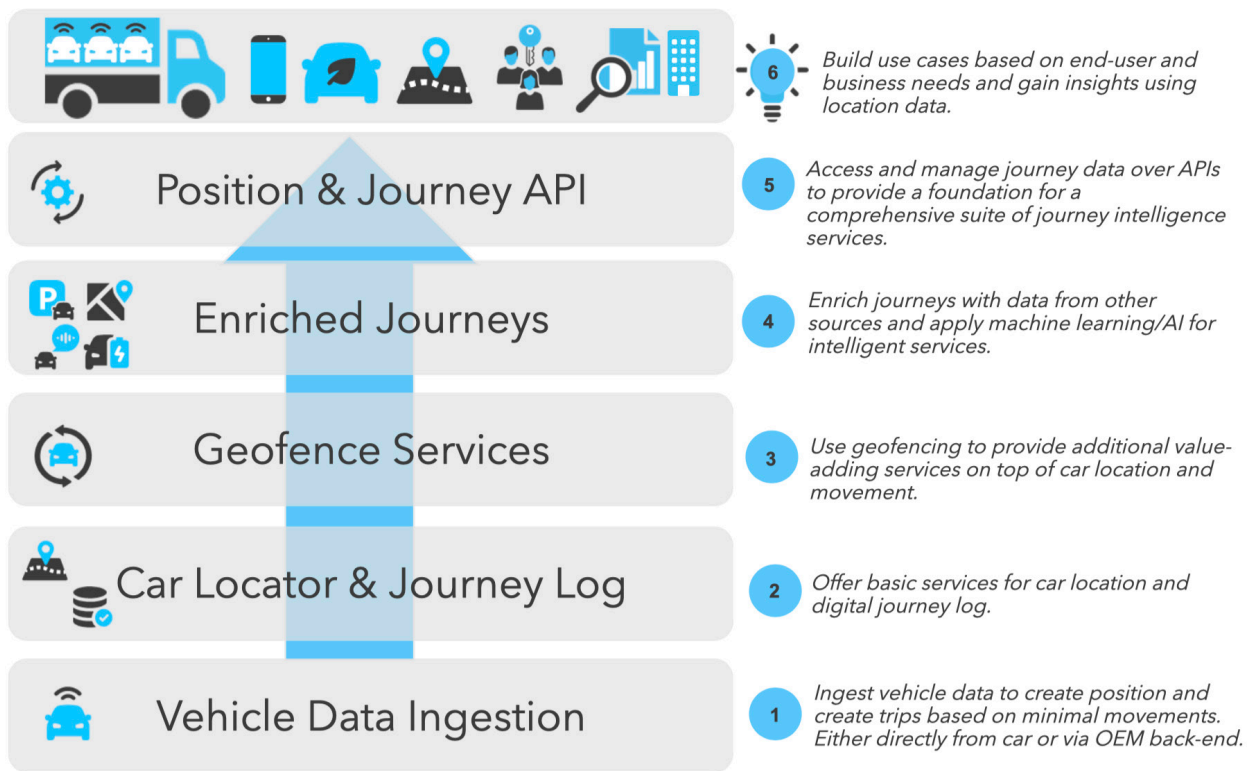 6
Build use cases based on end-user and
business needs and gain insights using
location data.
Position & Journey API
5
Access and manage journey data over APIs
to provide a foundation for a
comprehensive suite of journey intelligence
services.
P
Enriched Journeys
4
Enrich journeys with data from other
sources and apply machine learning/AI for
intelligent services.
Geofence Services
3
Use geofencing to provide additional value-
adding services on top of car location and
movement.
Car Locator & Journey Log
2
Offer basic services for car location and
digital journey log.
Vehicle Data Ingestion
1
Ingest vehicle data to create position and
create trips based on minimal movements.
Either directly from car or via OEM back-end.